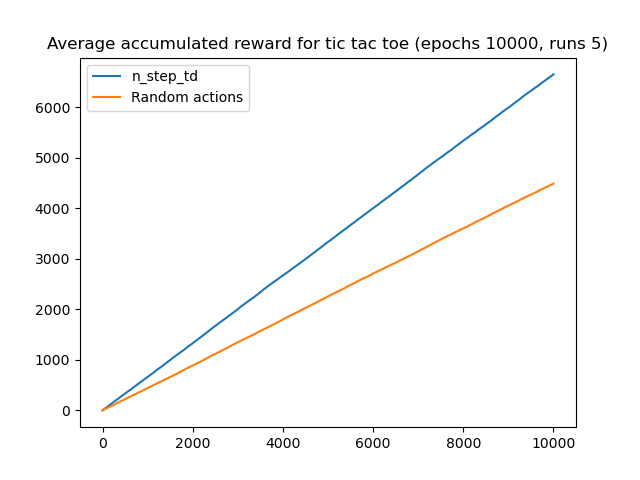 Average accumulated reward for tic tac toe (epochs 10000, runs 5)
n_step_td
Random actions
6000
5000
4000
3000
2000
1000
0
0 2000 4000 6000 8000 10000